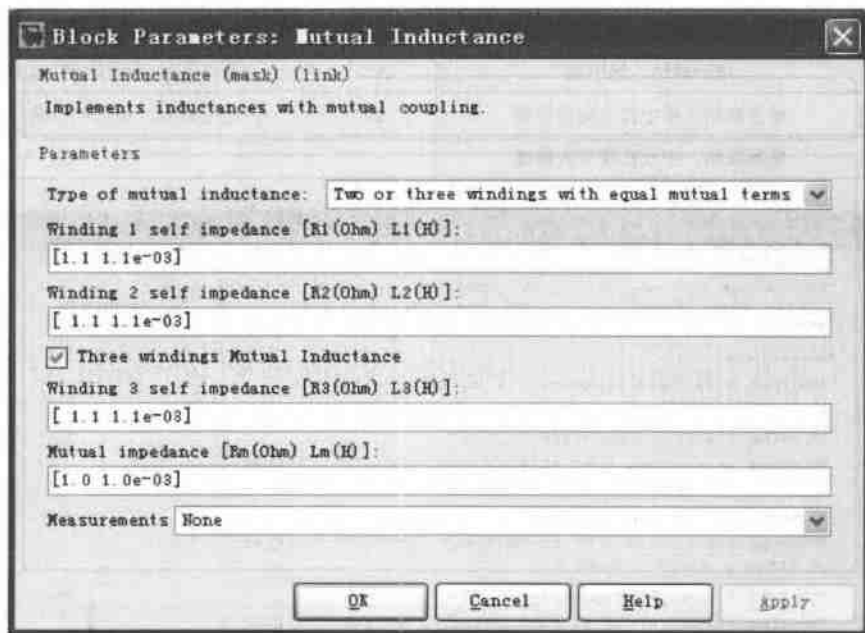 Block Parameters: Mutual Inductance
Mutual Inductance (mask) (link)
Implements inductances with mutual coupling.
Parameters
Type of mutual inductance: Two or three windings with equal mutual terms
Winding 1 self impedance [R1(Ohm) L1(H)]:
[1.1 1.1e-03]
Winding 2 self impedance [R2(Ohm) L2(H)]:
[ 1.1 1.1e-03]
Three windings Mutual Inductance
Winding 3 self impedance [R3(Ohm) L3(H)]:
[ 1.1 1.1e-03]
Mutual impedance [Rm(Ohm) Lm(H)]:
[1.0 1.0e-03]
Measurements None
OK Cancel Help Apply